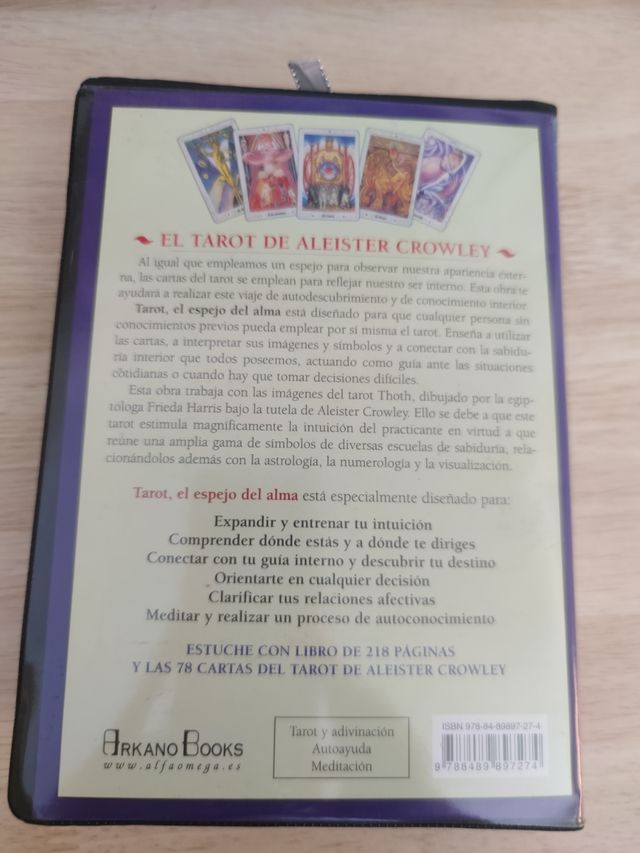 EL TAROT DE ALEISTER CROWLEY
Al igual que empleamos un espejo para observar nuestra apariencia exter-
na, las cartas del tarot se emplean para reflejar nuestro ser interno. Esta obra te
ayudará a realizar este viaje de autodescubrimiento y de conocimiento interior.
Tarot, el espejo del alma está diseñado para que cualquier persona sin
conocimientos previos pueda emplear por sí misma el tarot. Enseña a utilizar
las cartas, a interpretar sus imágenes y símbolos y a conectar con la sabidu-
ría interior que todos poseemos, actuando como guía ante las situaciones
cotidianas o cuando hay que tomar decisiones difíciles.
Esta obra trabaja con las imágenes del tarot Thoth, dibujado por la egip-
tóloga Frieda Harris bajo la tutela de Aleister Crowley. Ello se debe a que este
tarot estimula magníficamente la intuición del practicante en virtud a que
reúne una amplia gama de símbolos de diversas escuelas de sabiduría, rela-
cionándolos además con la astrología, la numerología y la visualización.
Tarot, el espejo del alma está especialmente diseñado para:
Expandir y entrenar tu intuición
Comprender dónde estás y a dónde te diriges
Conectar con tu guía interno y descubrir tu destino
Orientarte en cualquier decisión
Clarificar tus relaciones afectivas
Meditar y realizar un proceso de autoconocimiento
ESTUCHE CON LIBRO DE 218 PÁGINAS
Y LAS 78 CARTAS DEL TAROT DE ALEISTER CROWLEY
ARKANO BOOKS
www.alfaomega.es
Tarot y adivinación
Autoayuda
Meditación
ISBN 978-84-89897-27-4
9 788489 897274